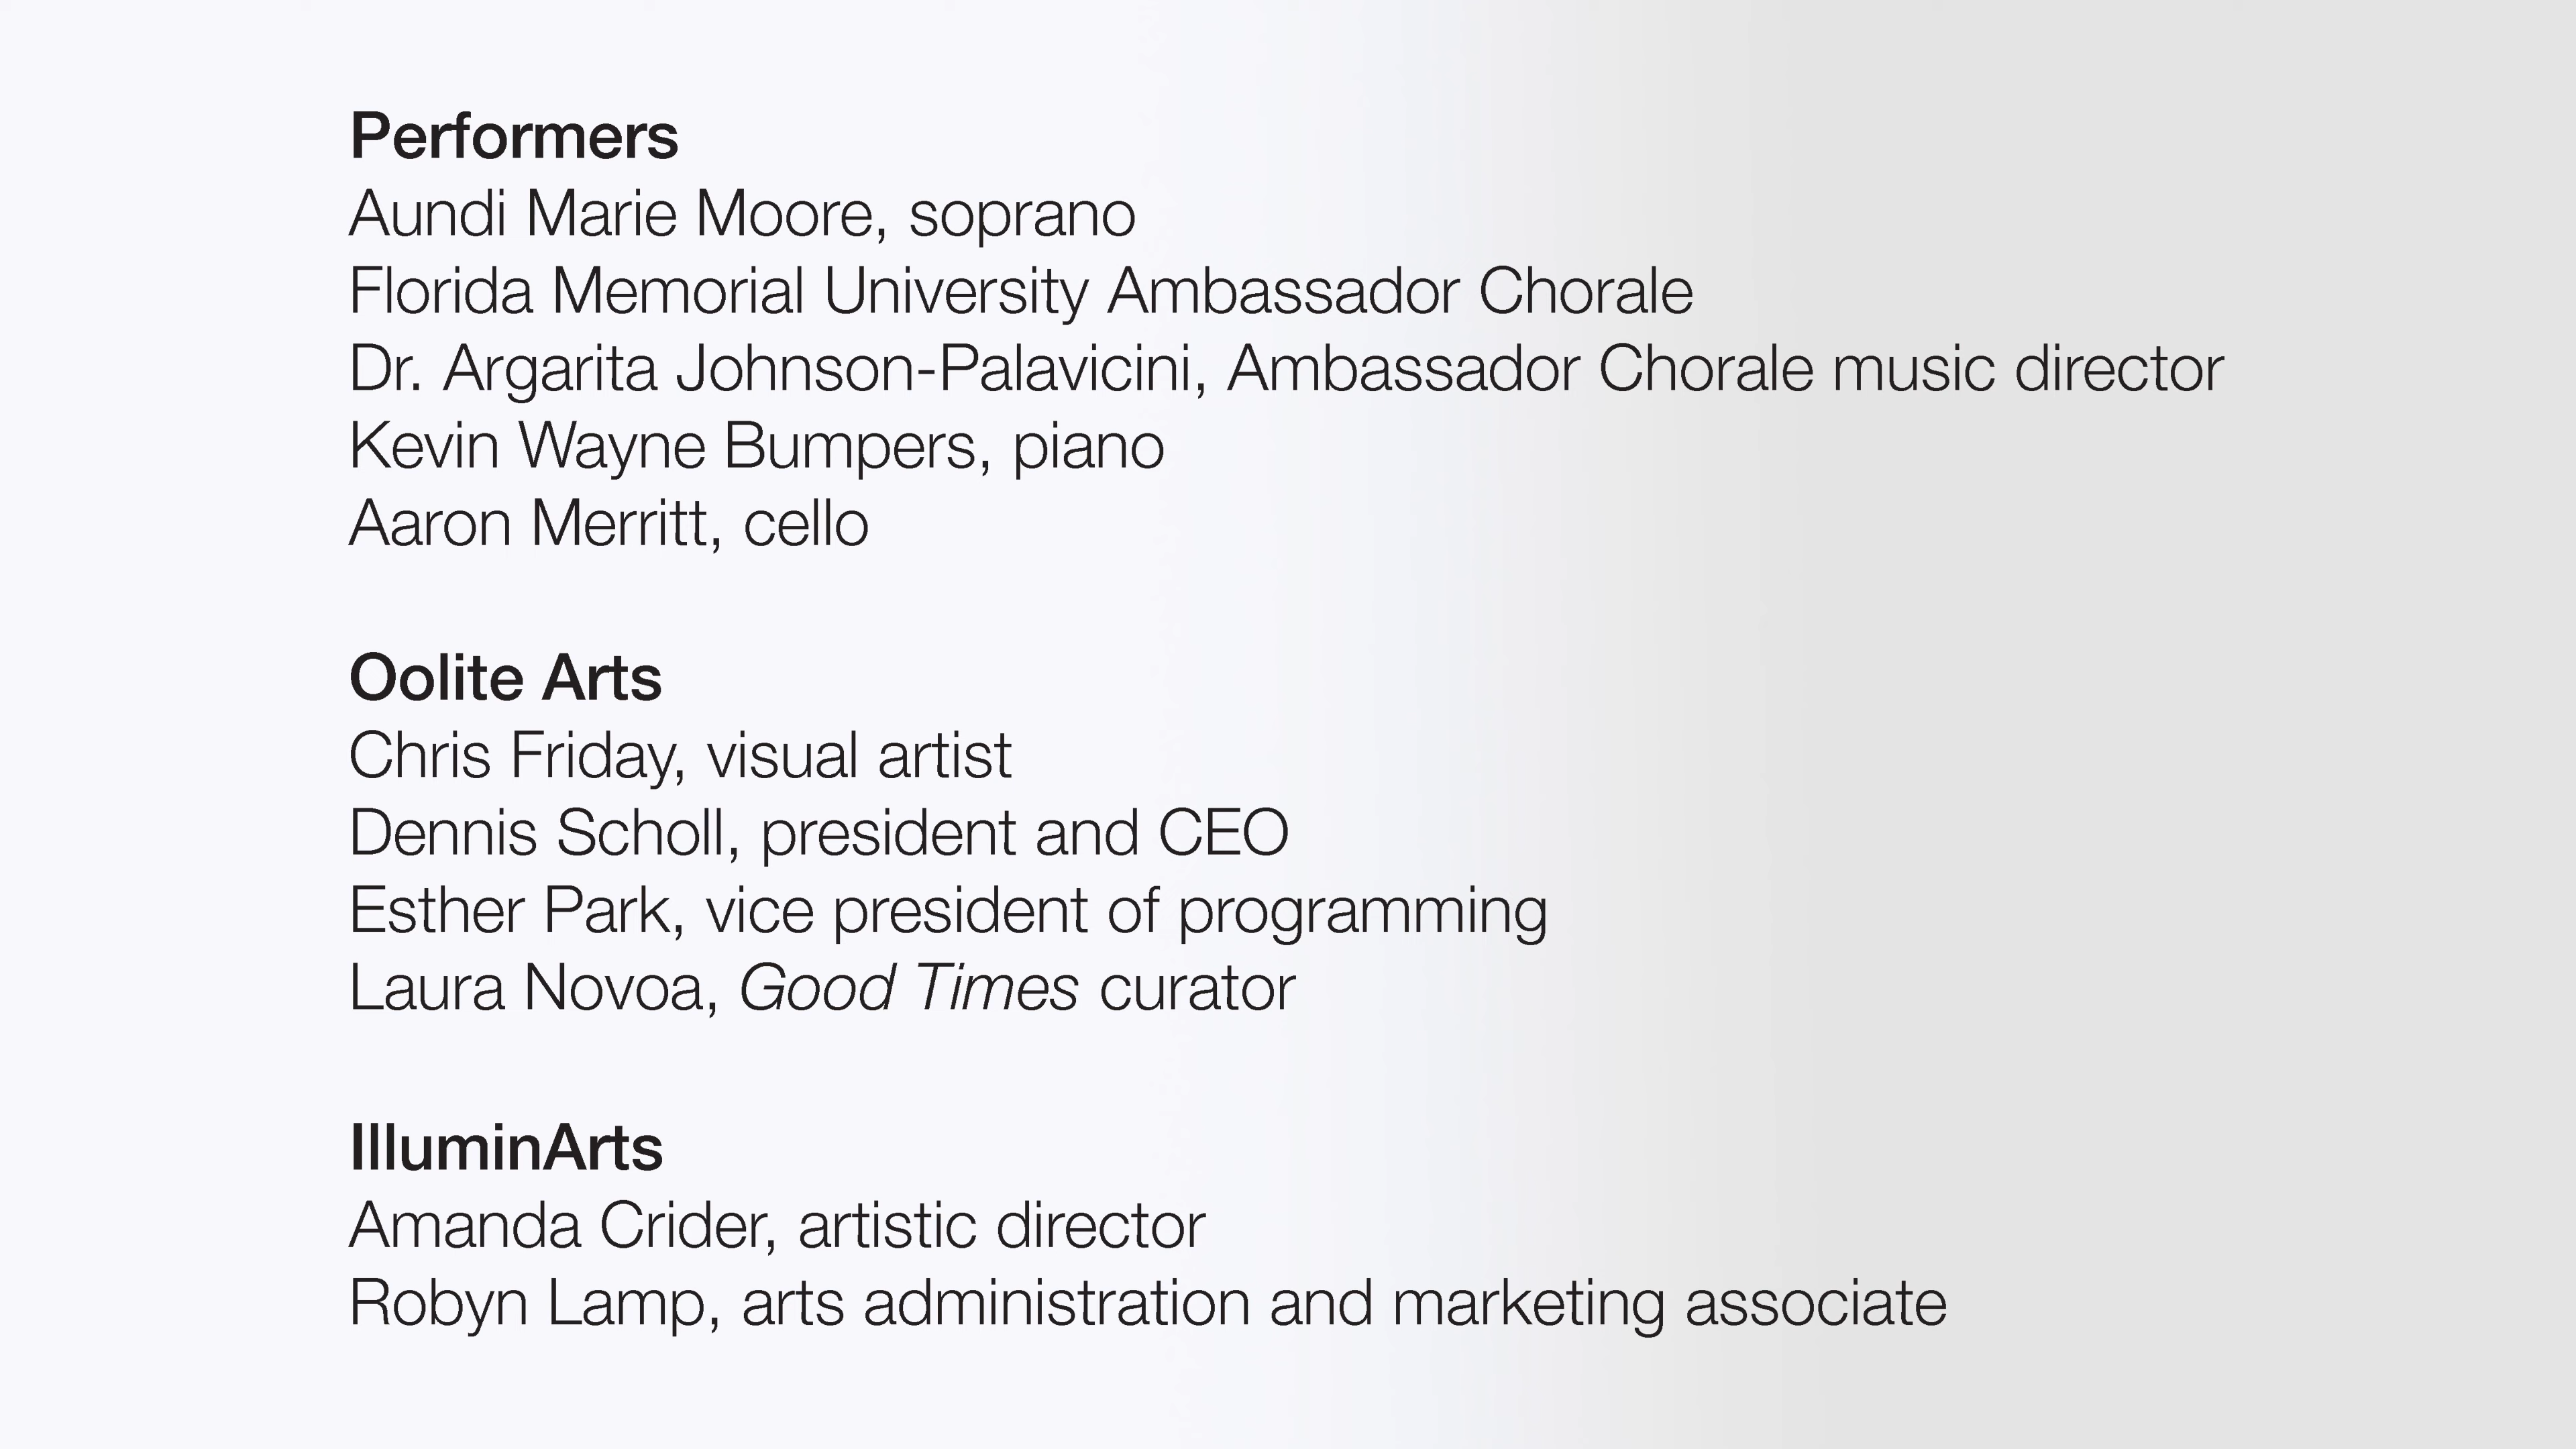 Performers
Aundi Marie Moore, soprano
Florida Memorial University Ambassador Chorale
Dr. Argarita Johnson-Palavicini, Ambassador Chorale music director
Kevin Wayne Bumpers, piano
Aaron Merritt, cello
Oolite Arts
Chris Friday, visual artist
Dennis Scholl, president and CEO
Esther Park, vice president of programming
Laura Novoa, Good Times curator
IlluminArts
Amanda Crider, artistic director
Robyn Lamp, arts administration and marketing associate